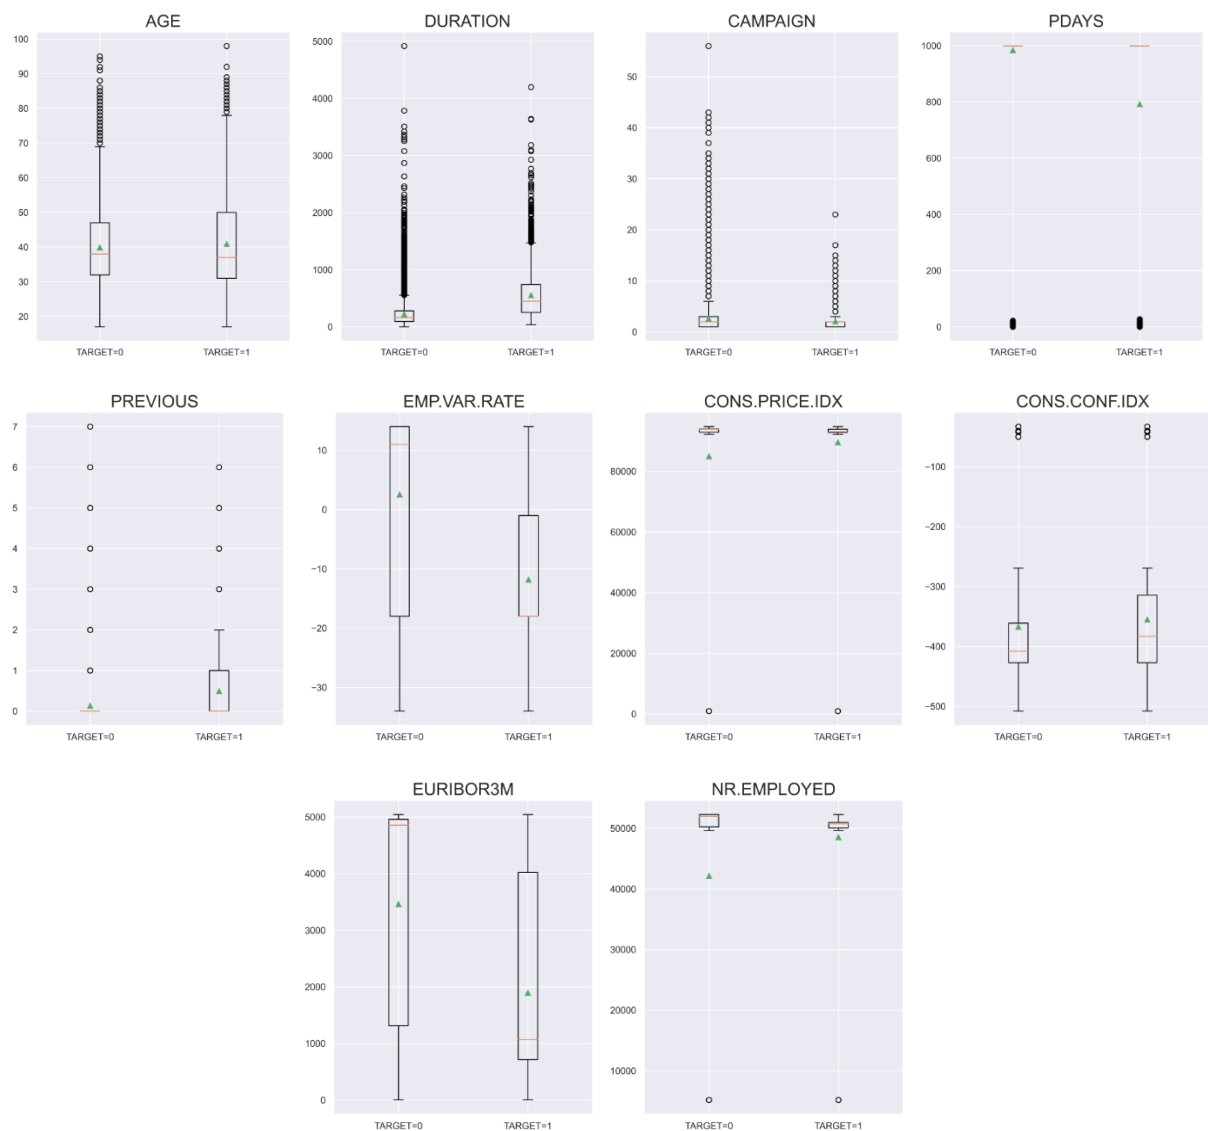 AGE
DURATION
CAMPAIGN
PDAYS
100
90
80
70
60
50
40
30
20
TARGET=0
TARGET=1
5000
4000
3000
2000
1000
0
TARGET=0
TARGET=1
50
40
30
20
10
0
TARGET=0
TARGET=1
1000
800
600
400
200
0
TARGET=0
TARGET=1
PREVIOUS
EMP.VAR.RATE
CONS.PRICE.IDX
CONS.CONF.IDX
7
6
5
4
3
2
1
0
TARGET=0
TARGET=1
10
0
−10
−20
−30
TARGET=0
TARGET=1
80000
60000
40000
20000
0
TARGET=0
TARGET=1
−100
−200
−300
−400
−500
TARGET=0
TARGET=1
EURIBOR3M
NR.EMPLOYED
5000
4000
3000
2000
1000
0
TARGET=0
TARGET=1
50000
40000
30000
20000
10000
TARGET=0
TARGET=1